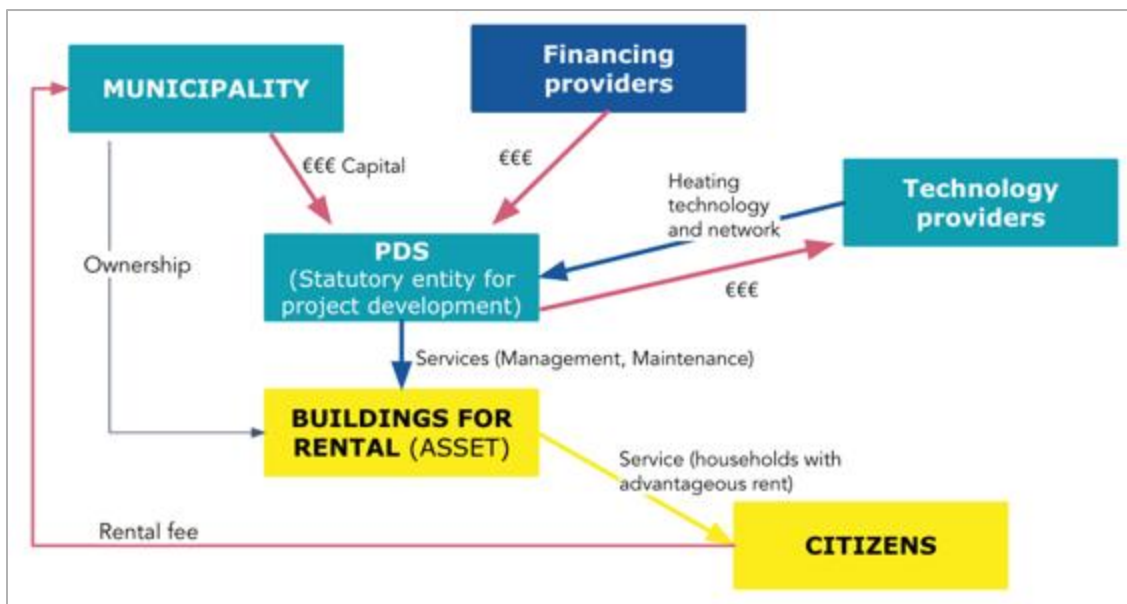 Financing
providers
MUNICIPALITY
€€€ Capital
€€€
Heating
technology
and network
Technology
providers
PDS
(Statutory entity for
project development)
€€€
Ownership
Services (Management, Maintenance)
BUILDINGS FOR
RENTAL (ASSET)
Service (households with
advantageous rent)
Rental fee
CITIZENS